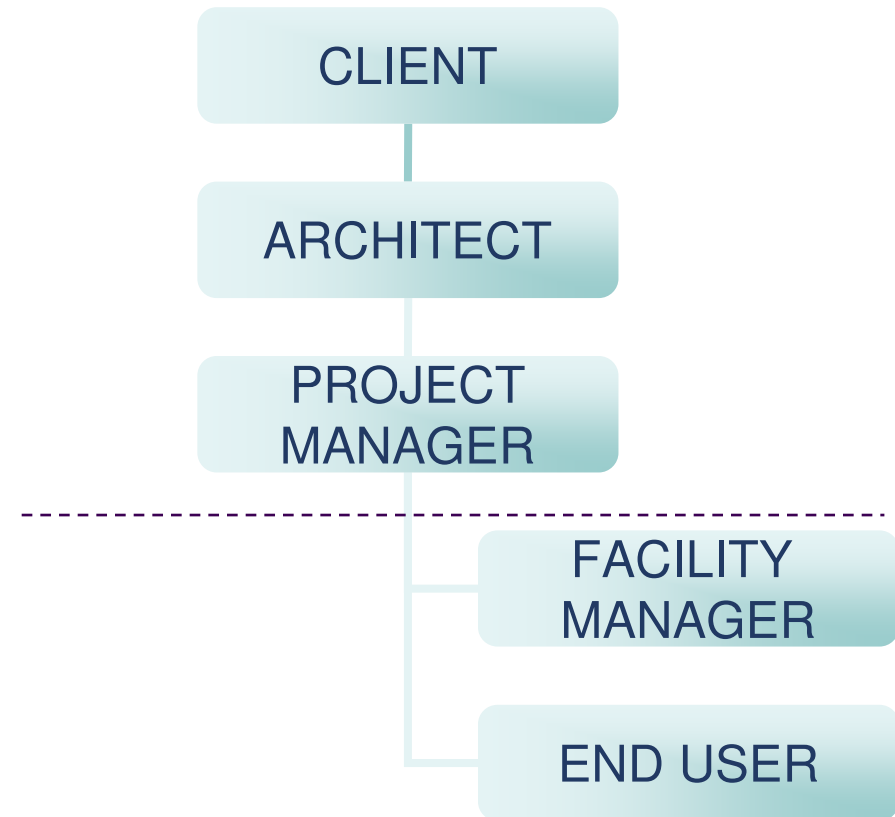 CLIENT
ARCHITECT
PROJECT
MANAGER
FACILITY
MANAGER
END USER